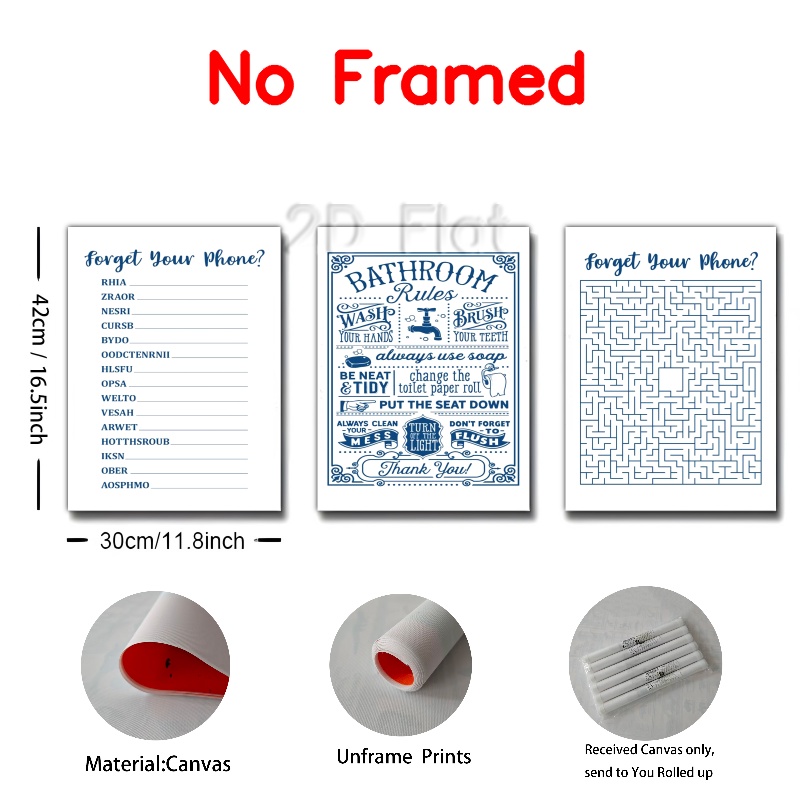 No Framed
2D Flat
42cm / 16.5inch
Forget Your Phone?
RHIA
ZRAOR
NESRI
CURSB
BYDO
OODCTENRNII
HLSFU
OPSA
WELTO
VESAH
ARWET
HOTTHSROUB
IKSN
OBER
AOSPHMO
BATHROOM
Rules
WASH
YOUR HANDS
BRUSH
YOUR TEETH
always use soap
BE NEAT
& TIDY
change the
toilet paper roll
PUT THE SEAT DOWN
ALWAYS CLEAN
YOUR
MESS
TURN
OFF THE
LIGHT
DON'T FORGET
TO
FLUSH
Thank You!
Forget Your Phone?
30cm/11.8inch
Material:Canvas
Unframe Prints
Received Canvas only,
send to You Rolled up